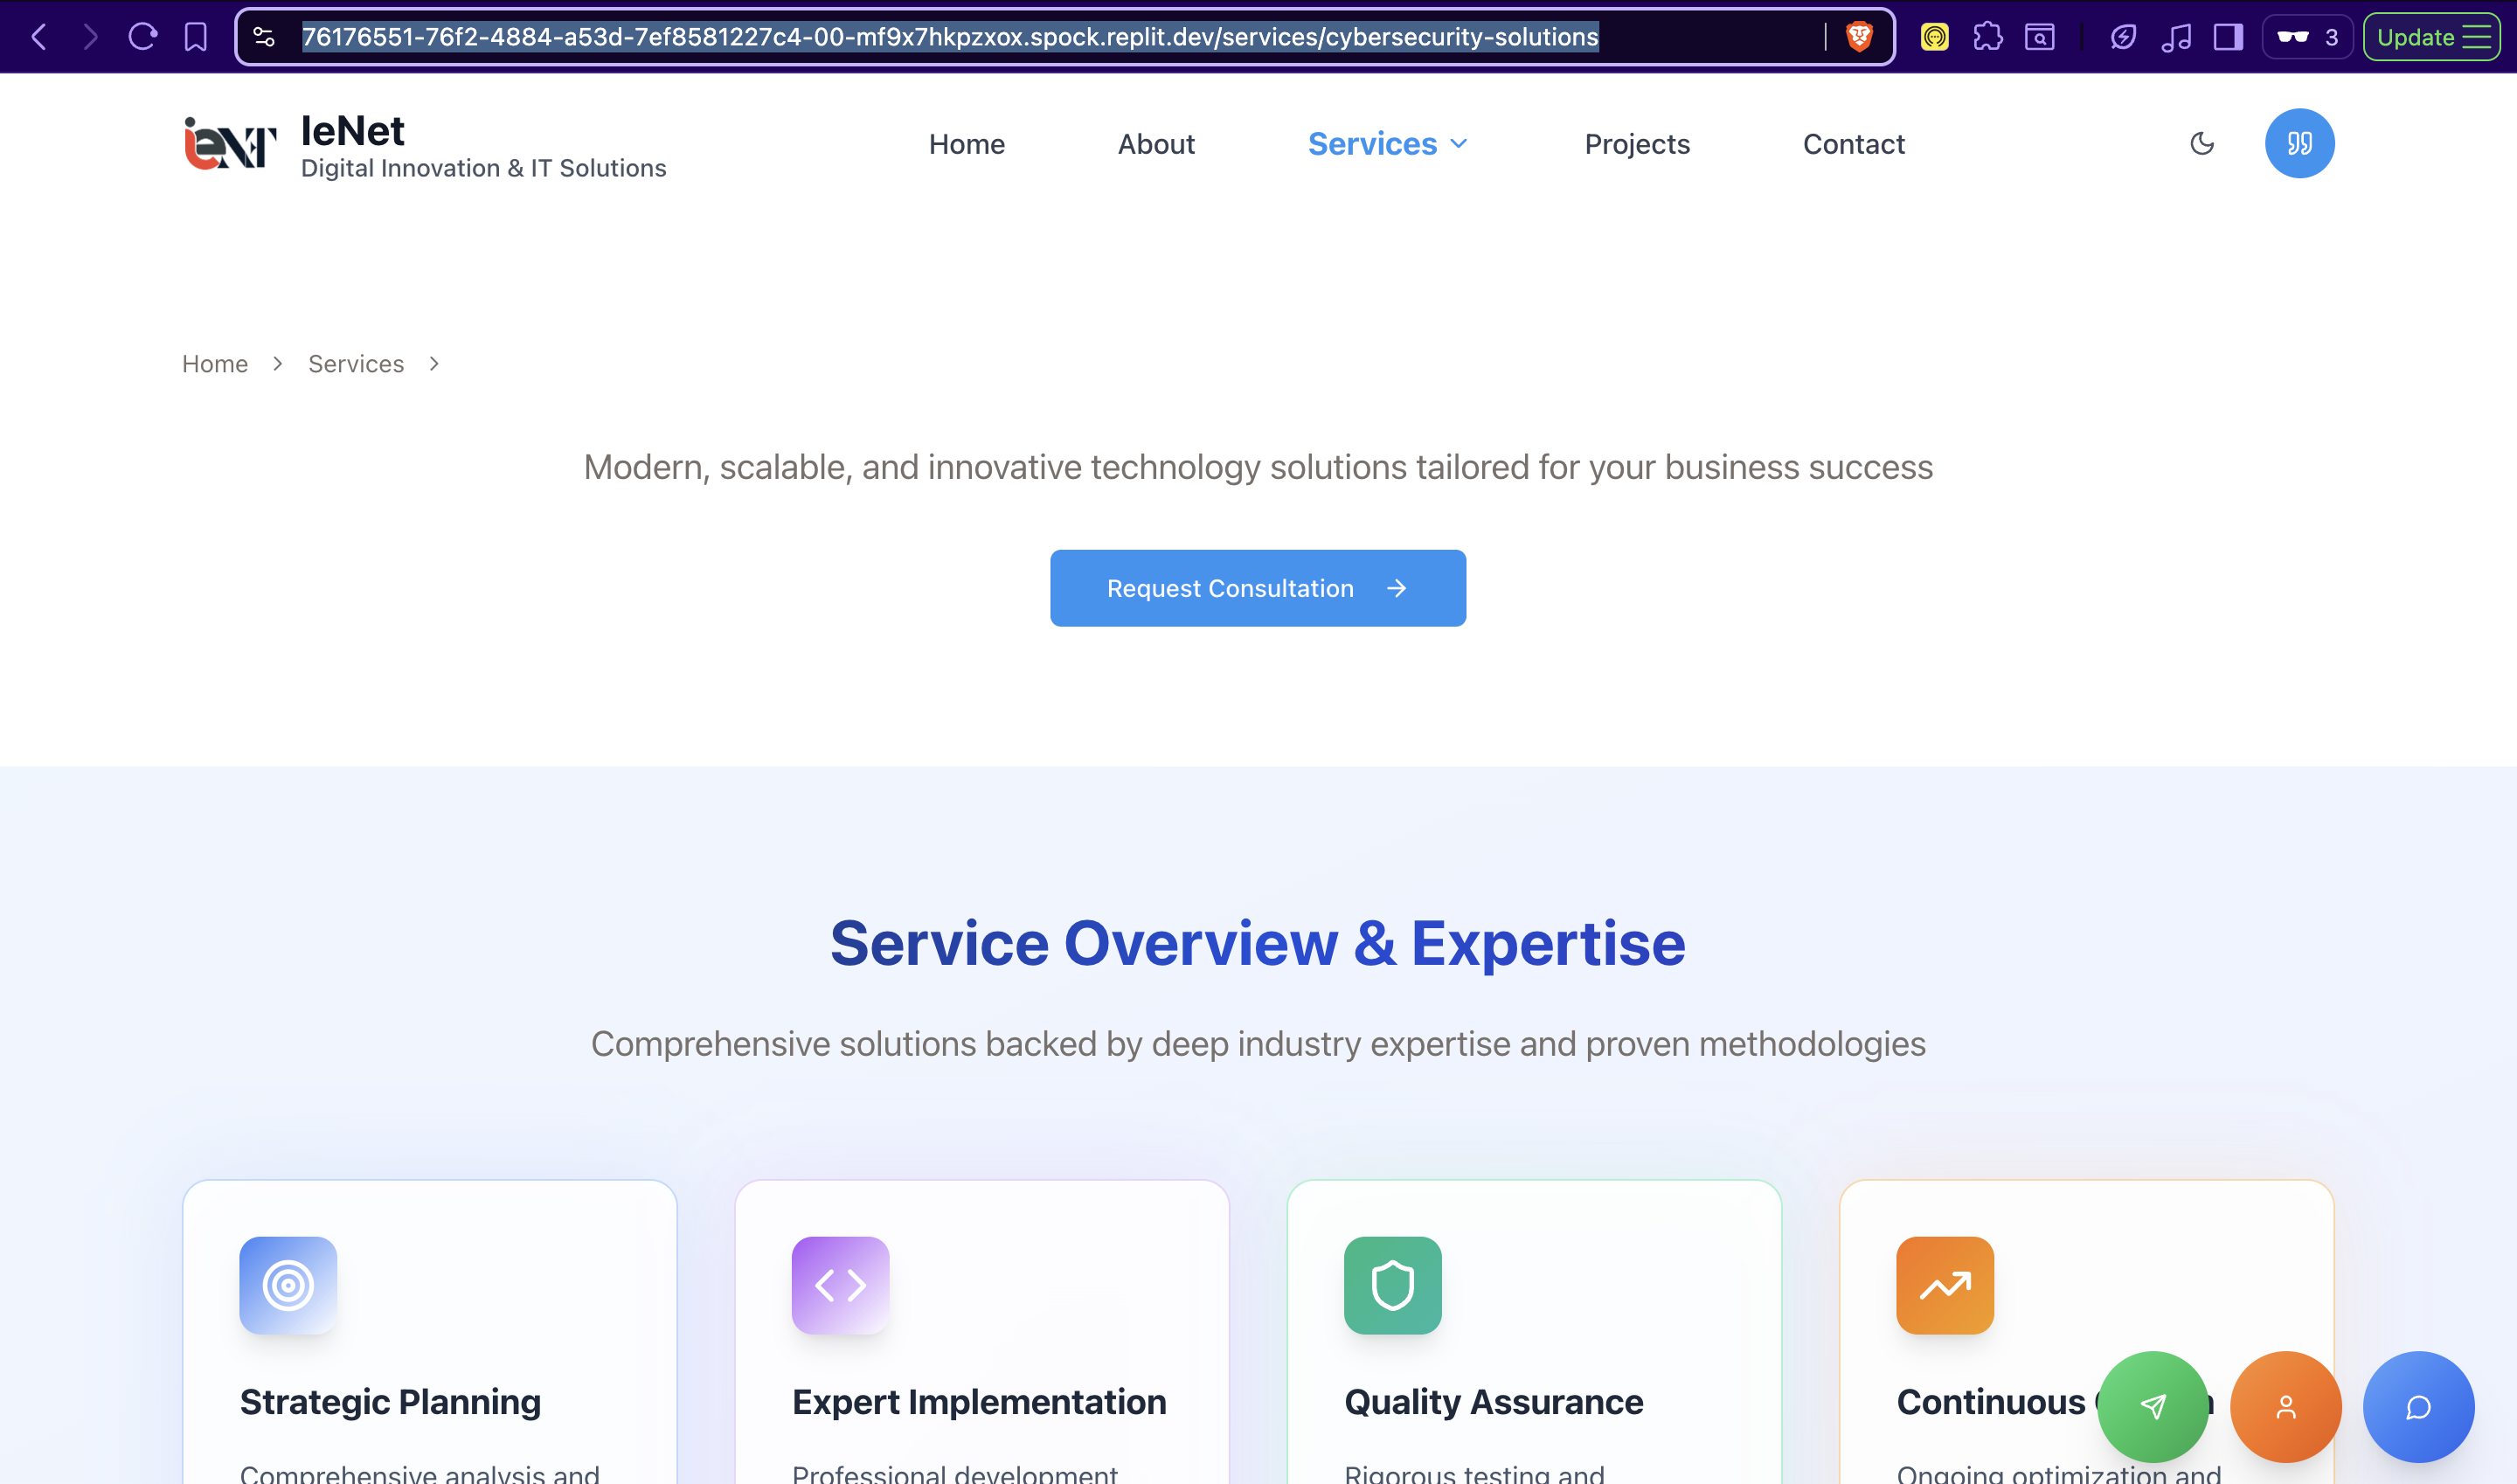 76176551-76f2-4884-a53d-7ef8581227c4-00-mf9x7hkpzxox.spock.replit.dev/services/cybersecurity-solutions
3
Update
ieNET
IeNet
Digital Innovation & IT Solutions
Home
About
Services
Projects
Contact
Home
Services
Modern, scalable, and innovative technology solutions tailored for your business success
Request Consultation
Service Overview & Expertise
Comprehensive solutions backed by deep industry expertise and proven methodologies
Strategic Planning
Comprehensive analysis and
Expert Implementation
Professional development
Quality Assurance
Rigorous testing and
Continuous
Ongoing optimization and